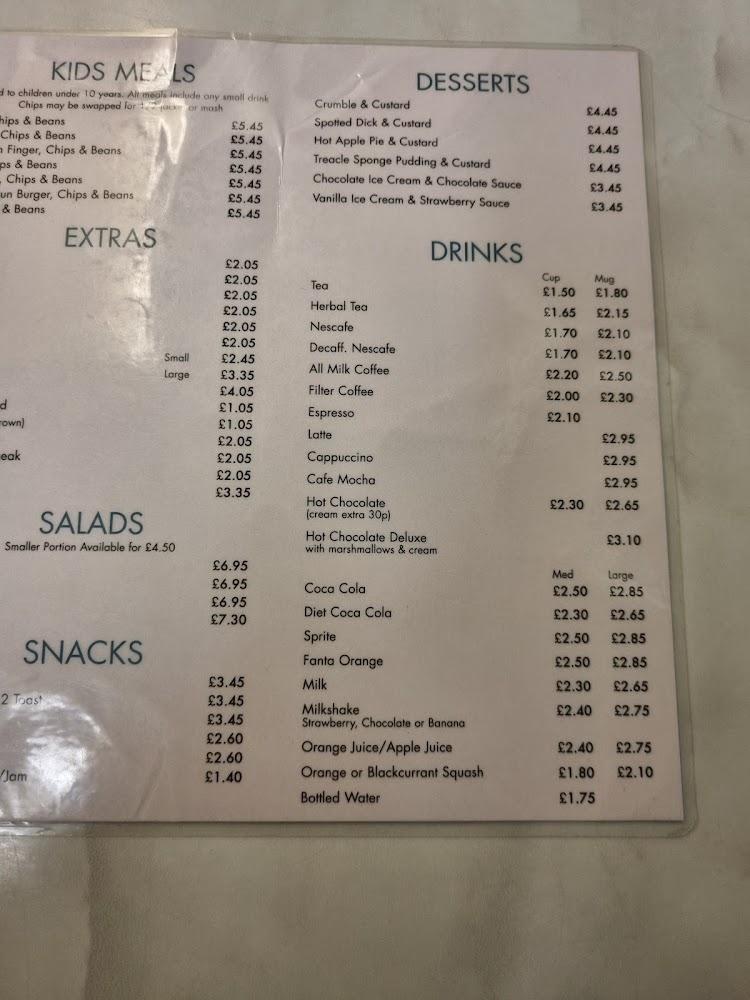 KIDS MEALS
d to children under 10 years. All meals include any small drink
Chips may be swapped for jacket or mash
hips & Beans £5.45
Chips & Beans £5.45
n Finger, Chips & Beans £5.45
ps & Beans £5.45
, Chips & Beans £5.45
un Burger, Chips & Beans £5.45
& Beans £5.45
EXTRAS
£2.05
£2.05
£2.05
£2.05
£2.05
£2.05
Small £2.45
Large £3.35
£4.05
d £1.05
rown) £1.05
£2.05
eak £2.05
£2.05
£3.35
SALADS
Smaller Portion Available for £4.50
£6.95
£6.95
£6.95
£7.30
SNACKS
£3.45
2 Toast £3.45
£3.45
£2.60
£2.60
/Jam £1.40
DESSERTS
Crumble & Custard £4.45
Spotted Dick & Custard £4.45
Hot Apple Pie & Custard £4.45
Treacle Sponge Pudding & Custard £4.45
Chocolate Ice Cream & Chocolate Sauce £3.45
Vanilla Ice Cream & Strawberry Sauce £3.45
DRINKS
Cup Mug
Tea £1.50 £1.80
Herbal Tea £1.65 £2.15
Nescafe £1.70 £2.10
Decaff. Nescafe £1.70 £2.10
All Milk Coffee £2.20 £2.50
Filter Coffee £2.00 £2.30
Espresso £2.10
Latte £2.95
Cappuccino £2.95
Cafe Mocha £2.95
Hot Chocolate £2.30 £2.65
(cream extra 30p)
Hot Chocolate Deluxe £3.10
with marshmallows & cream
Med Large
Coca Cola £2.50 £2.85
Diet Coca Cola £2.30 £2.65
Sprite £2.50 £2.85
Fanta Orange £2.50 £2.85
Milk £2.30 £2.65
Milkshake £2.40 £2.75
Strawberry, Chocolate or Banana
Orange Juice/Apple Juice £2.40 £2.75
Orange or Blackcurrant Squash £1.80 £2.10
Bottled Water £1.75